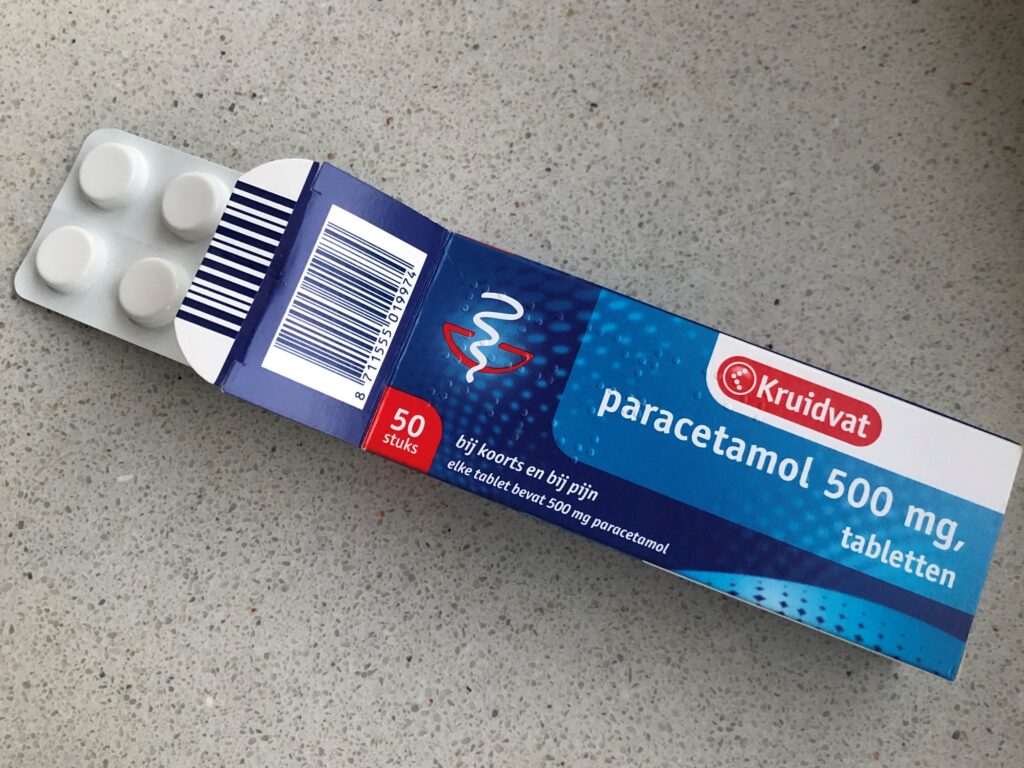 8 711555 019974
50
stuks
bij koorts en bij pijn
elke tablet bevat 500 mg paracetamol
Kruidvat
paracetamol 500 mg,
tabletten